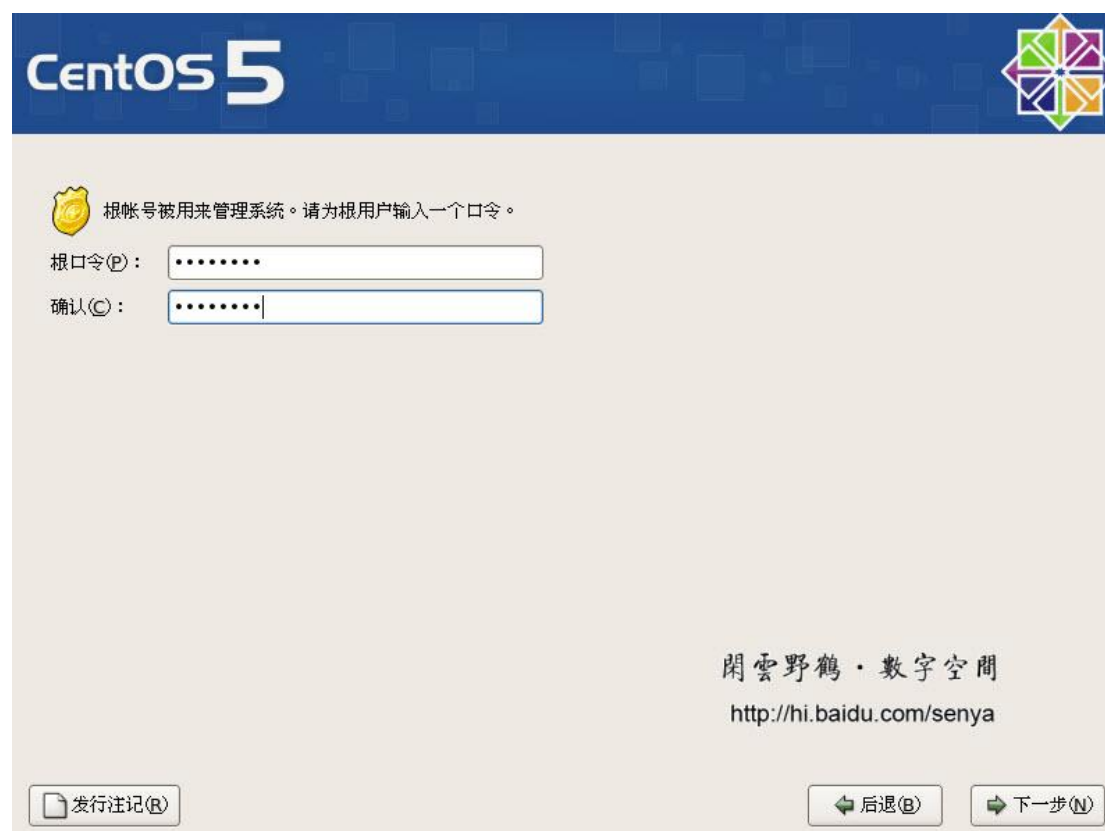 CentOS 5
根帐号被用来管理系统。请为根用户输入一个口令。
根口令(P)： ••••••••
确认(C)： ••••••••
閑雲野鶴·數字空間
http://hi.baidu.com/senya
发行注记(R) 后退(B) 下一步(N)